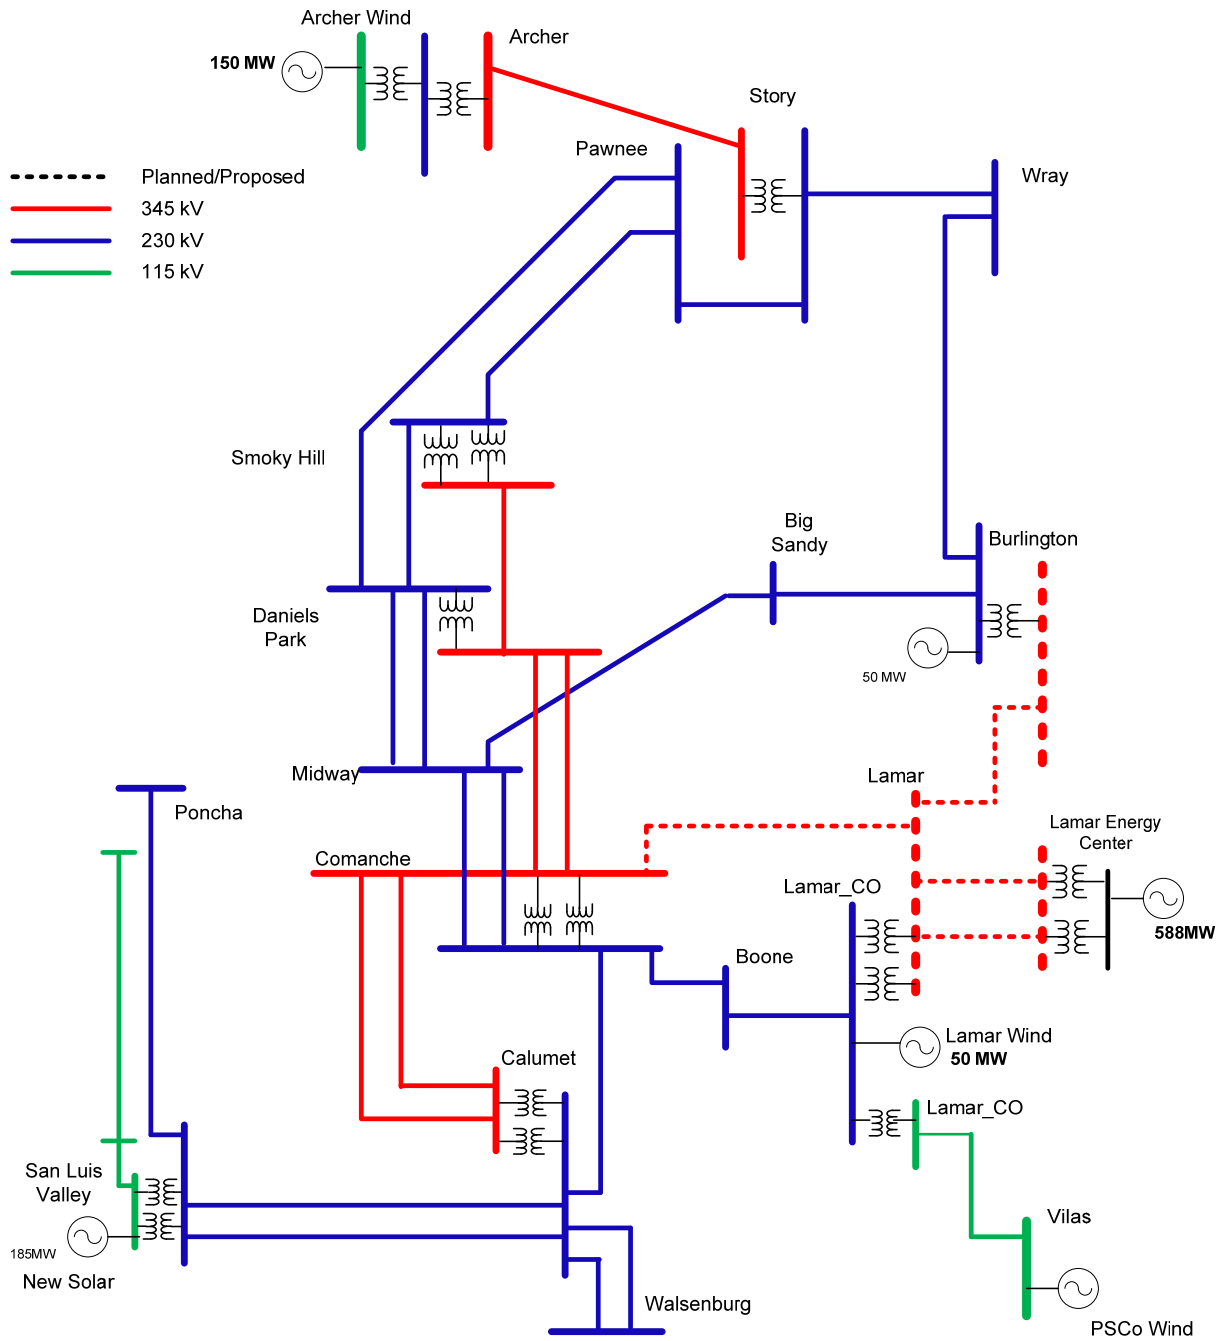 Archer Wind
150 MW
Archer
Story
Pawnee
Wray
Planned/Proposed
345 kV
230 kV
115 kV
Smoky Hill
Big
Sandy
Burlington
50 MW
Daniels
Park
Midway
Lamar
Poncha
Lamar Energy
Center
588MW
Comanche
Lamar_CO
Boone
Lamar Wind
50 MW
Calumet
Lamar_CO
San Luis
Valley
185MW
New Solar
Vilas
Walsenburg
PSCo Wind